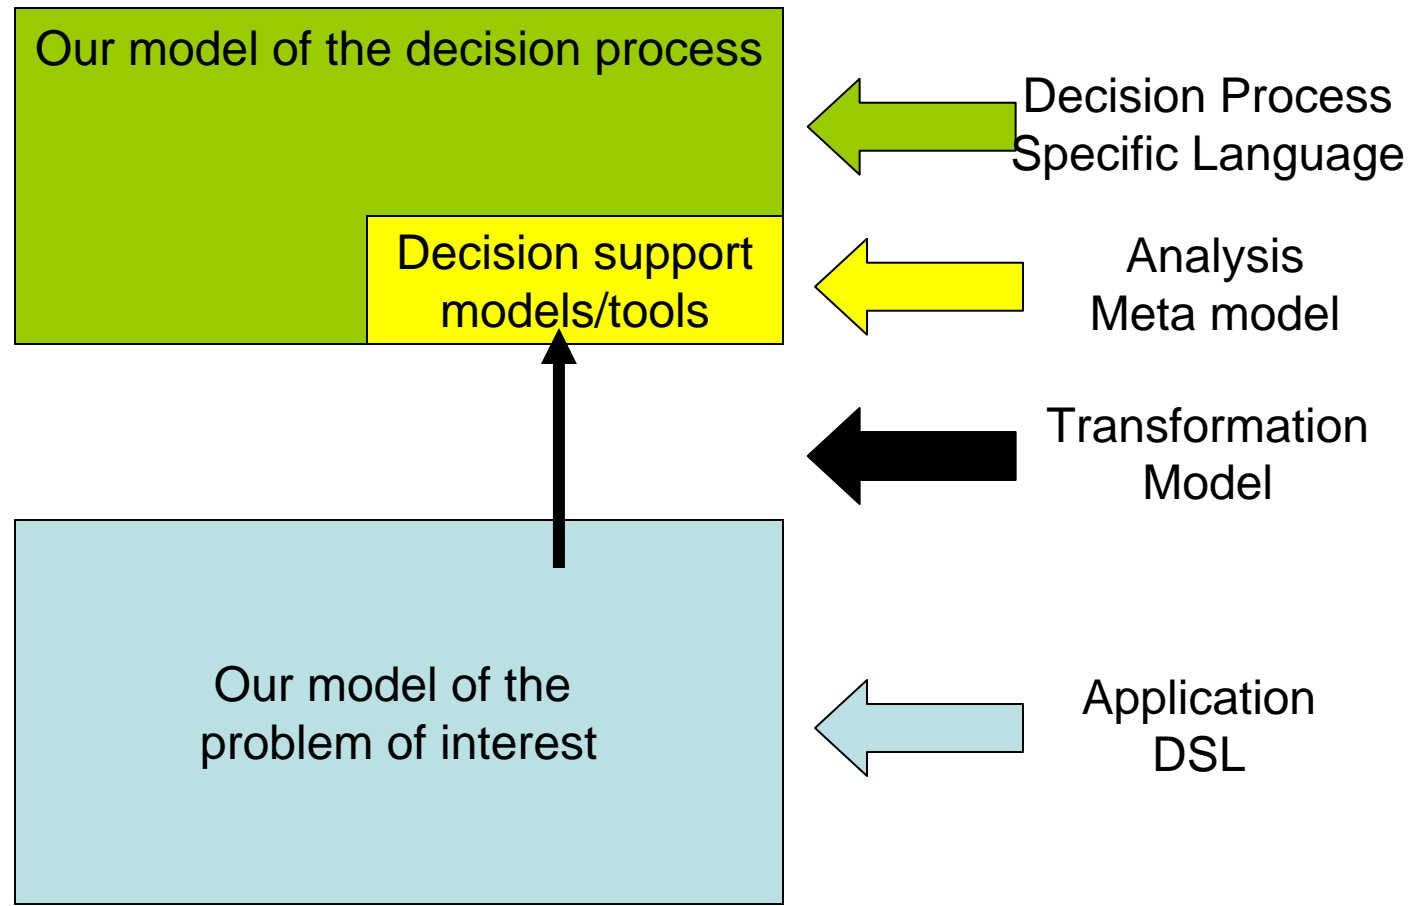 Our model of the decision process
Decision Process
Specific Language
Decision support
models/tools
Analysis
Meta model
Transformation
Model
Our model of the
problem of interest
Application
DSL